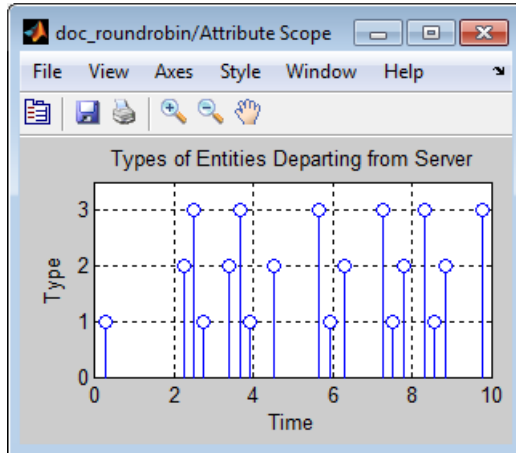 doc_roundrobin/Attribute Scope
File View Axes Style Window Help
Types of Entities Departing from Server
3
2
1
0
Type
0 2 4 6 8 10
Time